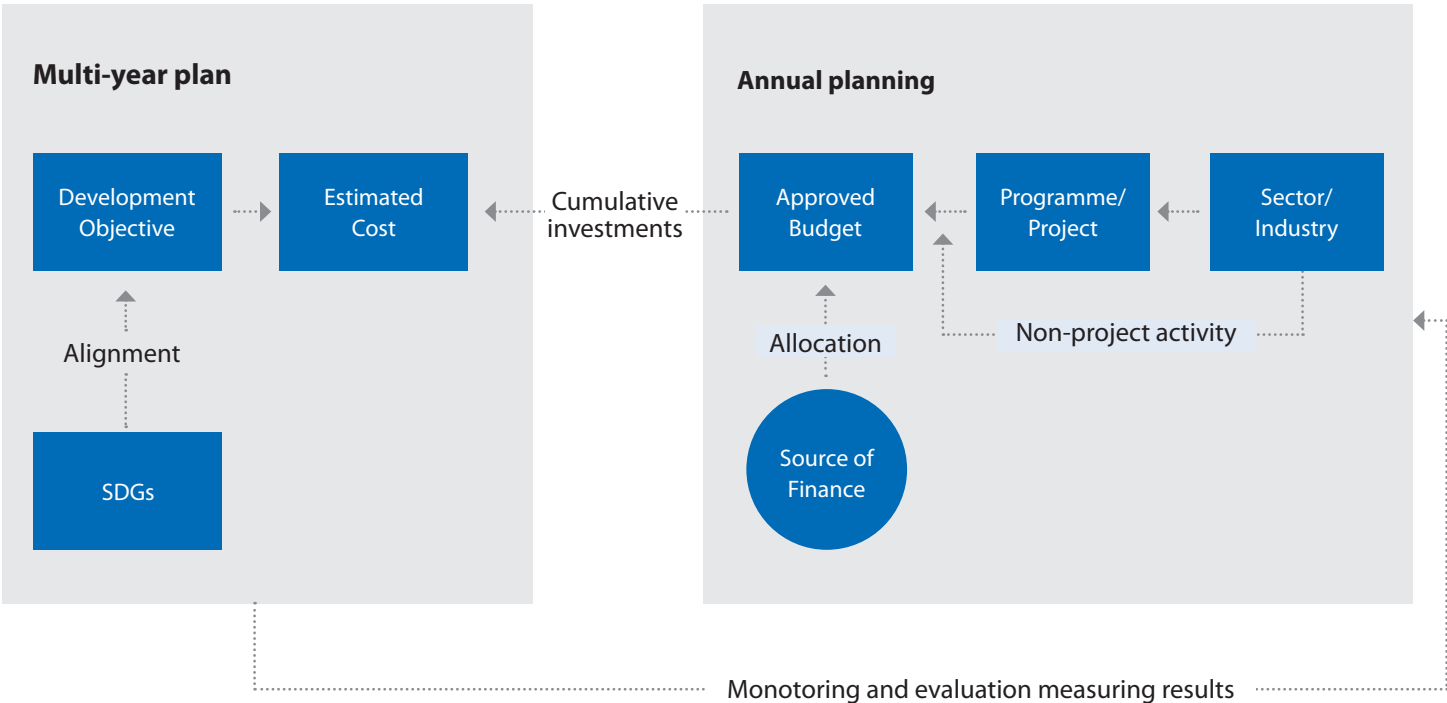 Multi-year plan
Development
Objective
Estimated
Cost
Alignment
SDGs
Cumulative
investments
Annual planning
Approved
Budget
Programme/
Project
Sector/
Industry
Allocation
Non-project activity
Source of
Finance
Monotoring and evaluation measuring results